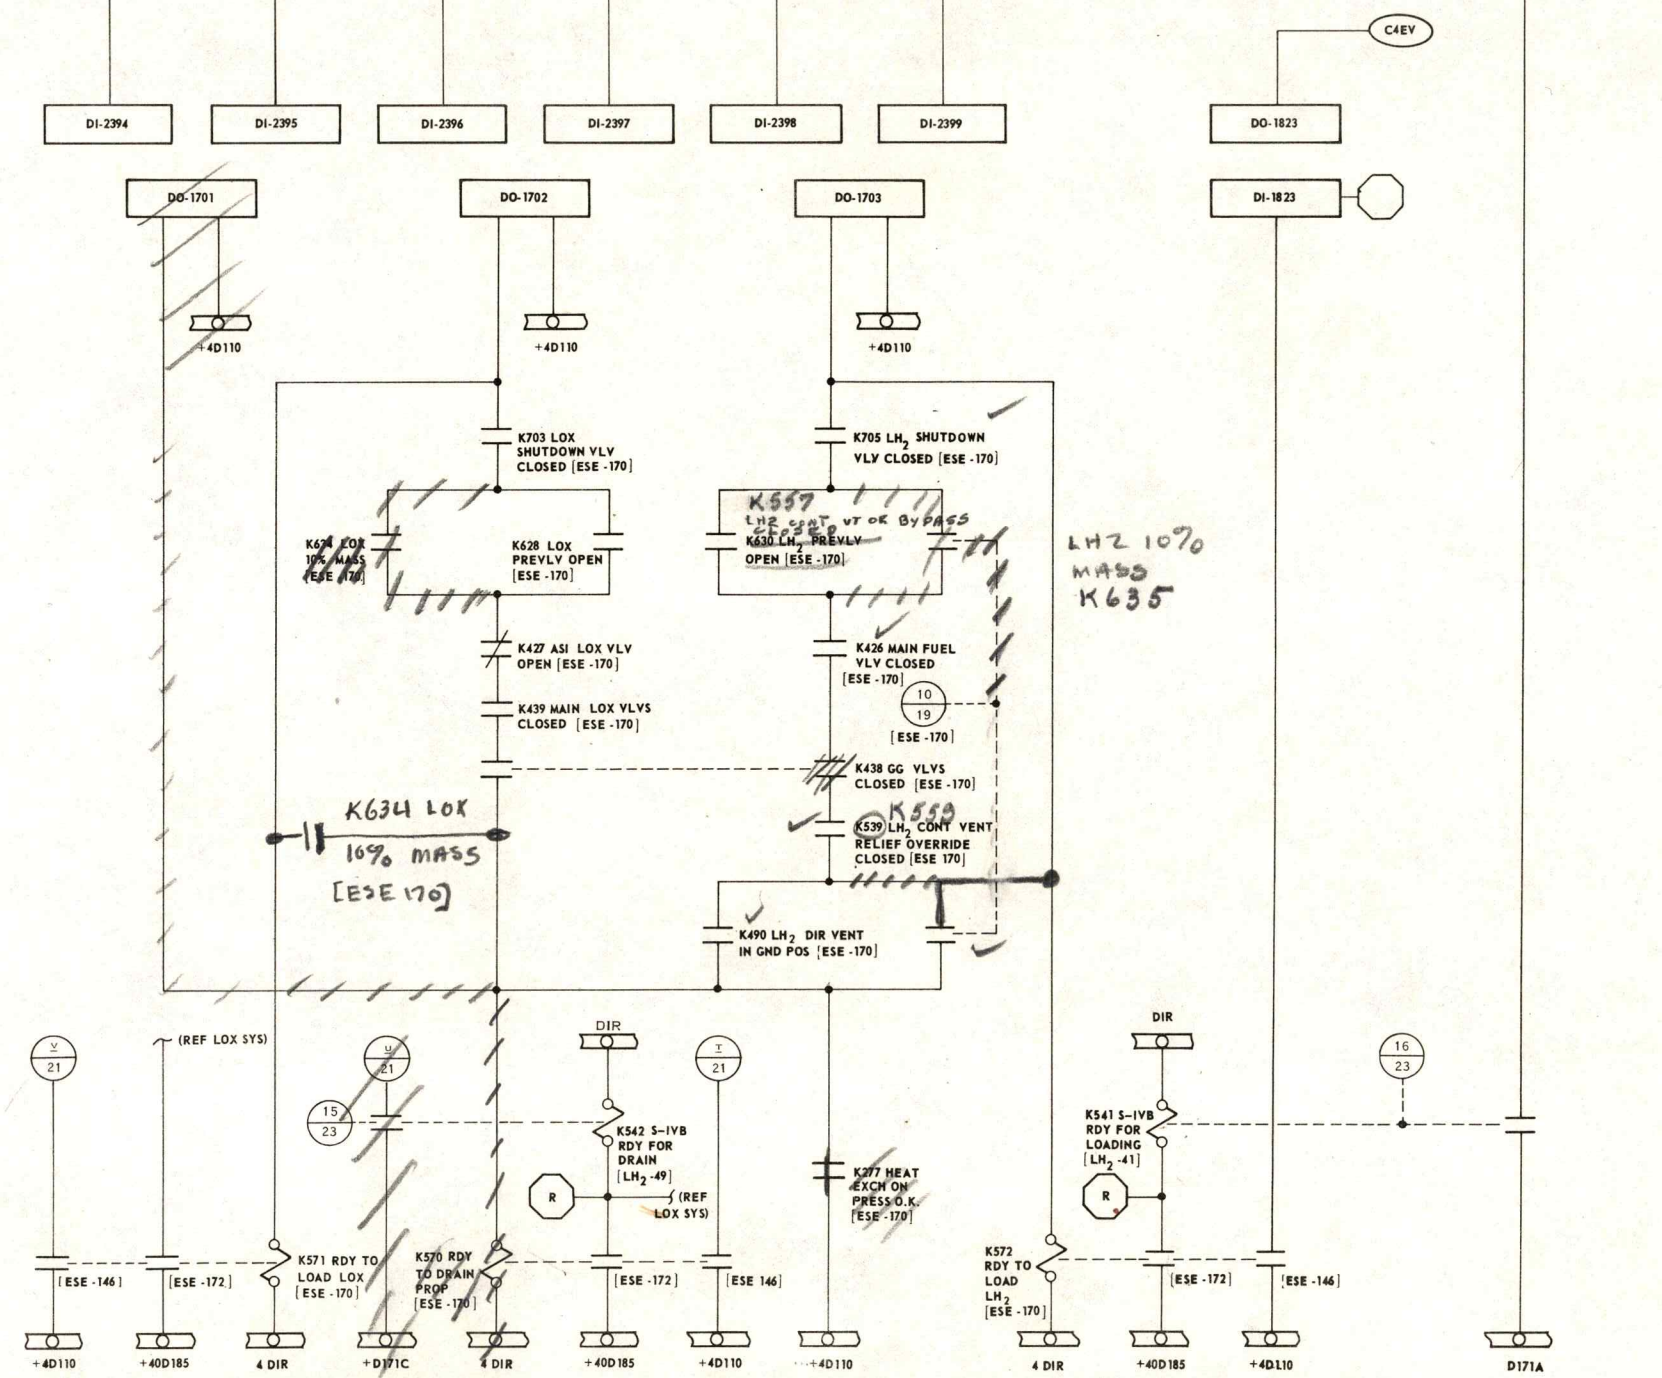 C4EV
DI-2394
DI-2395
DI-2396
DI-2397
DI-2398
DI-2399
DO-1823
DO-1701
DO-1702
DO-1703
DI-1823
+4D110
+4D110
+4D110
K703 LOX
SHUTDOWN VLV
CLOSED [ESE-170]
K705 LH2 SHUTDOWN
VLV CLOSED [ESE-170]
K557
LH2 CONT VT OR BYPASS
CLOSED
K634 LOX
10% MASS
[ESE 170]
K628 LOX
PREVLV OPEN
[ESE-170]
K630 LH2 PREVLV
OPEN [ESE-170]
LH2 10%
MASS
K635
K427 ASI LOX VLV
OPEN [ESE-170]
K426 MAIN FUEL
VLV CLOSED
[ESE-170]
K439 MAIN LOX VLVS
CLOSED [ESE-170]
10
19
[ESE-170]
K438 GG VLVS
CLOSED [ESE-170]
K634 LOX
10% MASS
[ESE 170]
K559
K539 LH2 CONT VENT
RELIEF OVERRIDE
CLOSED [ESE 170]
K490 LH2 DIR VENT
IN GND POS [ESE-170]
V
21
(REF LOX SYS)
U
21
DIR
T
21
DIR
16
23
15
23
K542 S-IVB
RDY FOR
DRAIN
[LH2-49]
K541 S-IVB
RDY FOR
LOADING
[LH2-41]
R
(REF
LOX SYS)
K277 HEAT
EXCH ON
PRESS O.K.
[ESE-170]
R
[ESE-146]
[ESE-172]
K571 RDY TO
LOAD LOX
[ESE-170]
K570 RDY
TO DRAIN
PROP
[ESE-170]
[ESE-172]
[ESE 146]
K572
RDY TO
LOAD
LH2
[ESE-170]
[ESE-172]
[ESE-146]
+4D110
+40D185
4 DIR
+D171C
4 DIR
+40D185
+4D110
+4D110
4 DIR
+40D185
+4D110
D171A